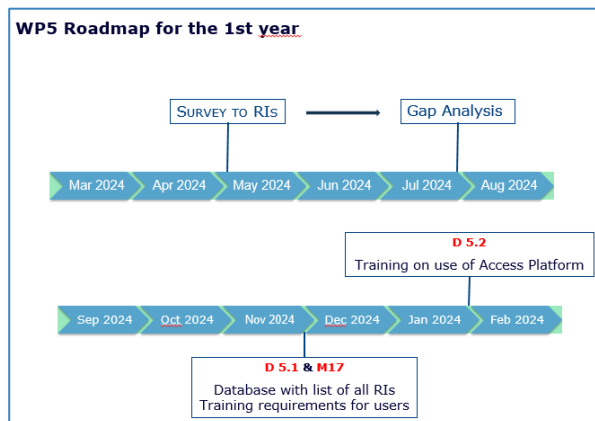 WP5 Roadmap for the 1st year
SURVEY TO RIS
Gap Analysis
Mar 2024
Apr 2024
May 2024
Jun 2024
Jul 2024
Aug 2024
D 5.2
Training on use of Access Platform
Sep 2024
Oct 2024
Nov 2024
Dec 2024
Jan 2024
Feb 2024
D 5.1 & M17
Database with list of all RIs
Training requirements for users